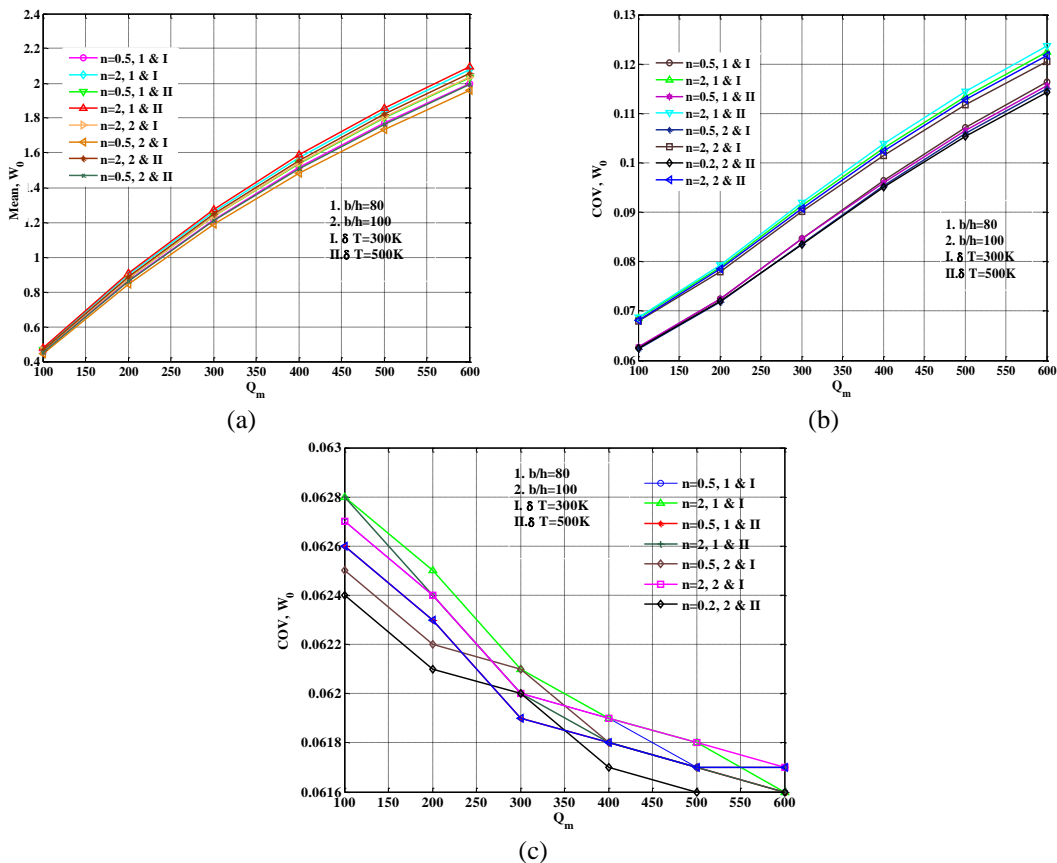 2.4
2.2
2
1.8
1.6
1.4
1.2
1
0.8
0.6
0.4
Mean, W0
n=0.5, 1 & I
n=2, 1 & I
n=0.5, 1 & II
n=2, 1 & II
n=2, 2 & I
n=0.5, 2 & I
n=2, 2 & II
n=0.5, 2 & II
1. b/h=80
2. b/h=100
I. δ T=300K
II.δ T=500K
100 150 200 250 300 350 400 450 500 550 600
Qm
(a)
0.13
0.12
0.11
0.1
0.09
0.08
0.07
0.06
COV, W0
n=0.5, 1 & I
n=2, 1 & I
n=0.5, 1 & II
n=2, 1 & II
n=0.5, 2 & I
n=2, 2 & I
n=0.2, 2 & II
n=2, 2 & II
1. b/h=80
2. b/h=100
I. δ T=300K
II.δ T=500K
100 150 200 250 300 350 400 450 500 550 600
Qm
(b)
0.063
0.0628
0.0626
0.0624
0.0622
0.062
0.0618
0.0616
COV, W0
1. b/h=80
2. b/h=100
I. δ T=300K
II.δ T=500K
n=0.5, 1 & I
n=2, 1 & I
n=0.5, 1 & II
n=2, 1 & II
n=0.5, 2 & I
n=2, 2 & I
n=0.2, 2 & II
100 150 200 250 300 350 400 450 500 550 600
Qm
(c)